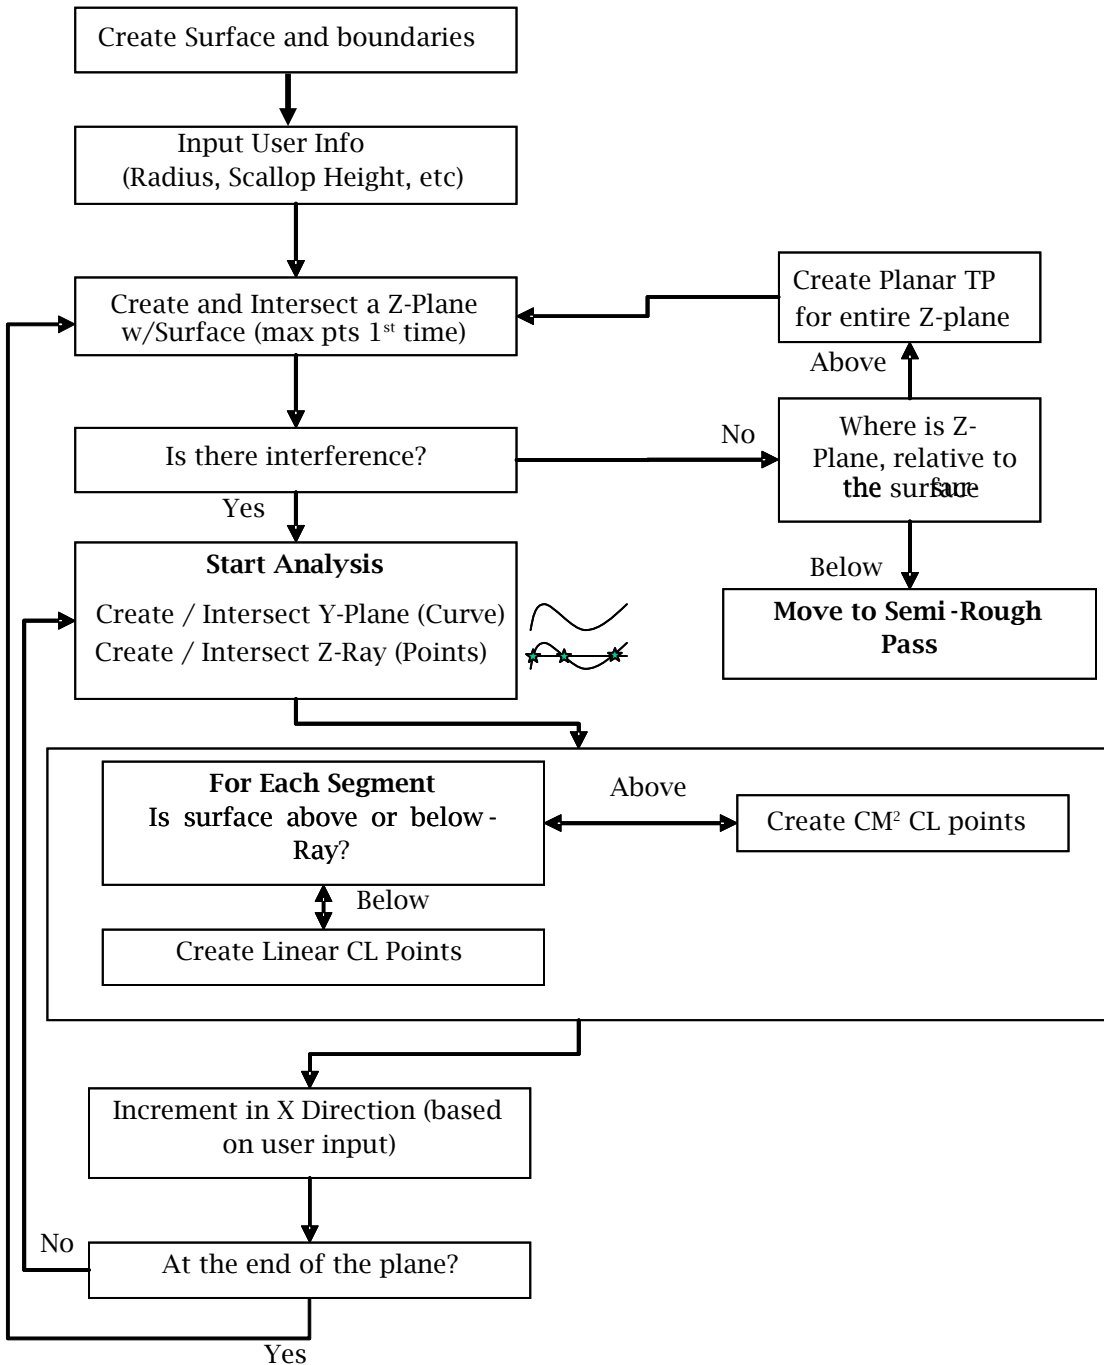 Create Surface and boundaries
Input User Info
(Radius, Scallop Height, etc)
Create and Intersect a Z-Plane
w/Surface (max pts 1st time)
Create Planar TP
for entire Z-plane
Above
Is there interference?
No
Where is Z-
Plane, relative to
the surface
Yes
Below
Start Analysis
Create / Intersect Y-Plane (Curve)
Create / Intersect Z-Ray (Points)
Move to Semi-Rough
Pass
For Each Segment
Is surface above or below-
Ray?
Above
Create CM² CL points
Below
Create Linear CL Points
Increment in X Direction (based
on user input)
No
At the end of the plane?
Yes